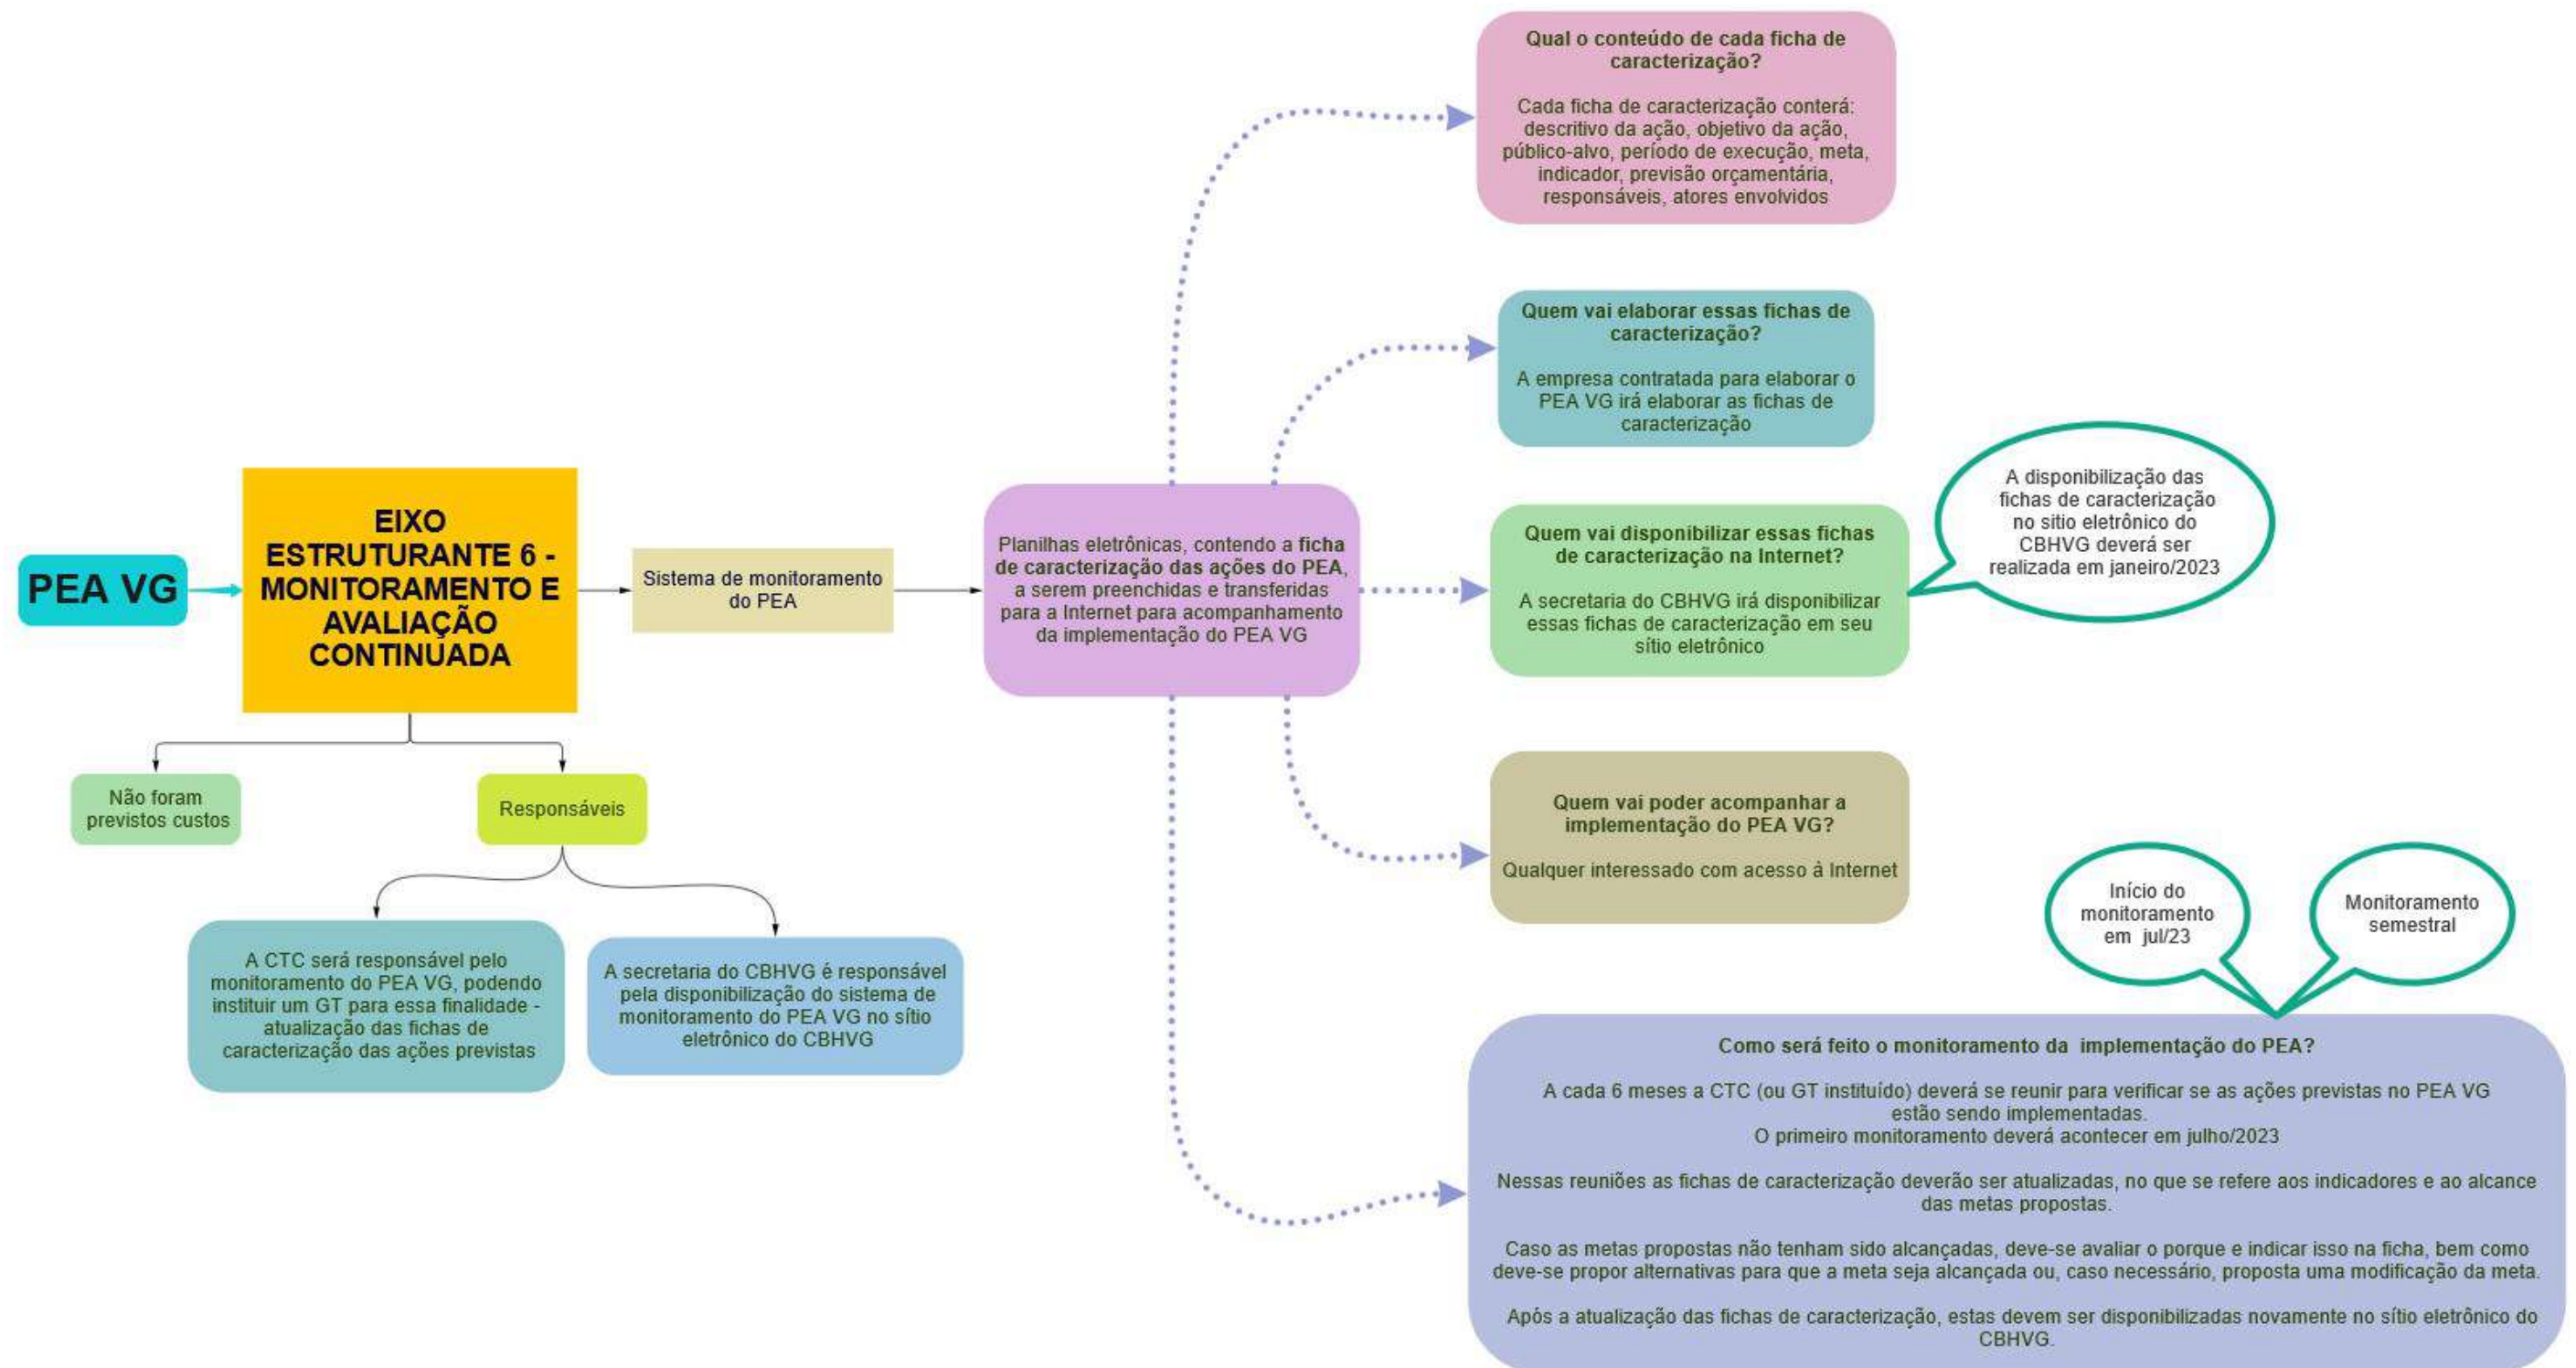 PEA VG
EIXO
ESTRUTURANTE 6 -
MONITORAMENTO E
AVALIAÇÃO
CONTINUADA
Não foram
previstos custos
Responsáveis
A CTC será responsável pelo
monitoramento do PEA VG, podendo
instituir um GT para essa finalidade -
atualização das fichas de
caracterização das ações previstas
A secretaria do CBHVG é responsável
pela disponibilização do sistema de
monitoramento do PEA VG no sítio
eletrônico do CBHVG
Sistema de monitoramento
do PEA
Planilhas eletrônicas, contendo a ficha
de caracterização das ações do PEA,
a serem preenchidas e transferidas
para a Internet para acompanhamento
da implementação do PEA VG
Qual o conteúdo de cada ficha de
caracterização?
Cada ficha de caracterização conterá:
descritivo da ação, objetivo da ação,
público-alvo, período de execução, meta,
indicador, previsão orçamentária,
responsáveis, atores envolvidos
Quem vai elaborar essas fichas de
caracterização?
A empresa contratada para elaborar o
PEA VG irá elaborar as fichas de
caracterização
Quem vai disponibilizar essas fichas
de caracterização na Internet?
A secretaria do CBHVG irá disponibilizar
essas fichas de caracterização em seu
sítio eletrônico
A disponibilização das
fichas de caracterização
no sitio eletrônico do
CBHVG deverá ser
realizada em janeiro/2023
Quem vai poder acompanhar a
implementação do PEA VG?
Qualquer interessado com acesso à Internet
Início do
monitoramento
em jul/23
Monitoramento
semestral
Como será feito o monitoramento da implementação do PEA?
A cada 6 meses a CTC (ou GT instituído) deverá se reunir para verificar se as ações previstas no PEA VG
estão sendo implementadas.
O primeiro monitoramento deverá acontecer em julho/2023
Nessas reuniões as fichas de caracterização deverão ser atualizadas, no que se refere aos indicadores e ao alcance
das metas propostas.
Caso as metas propostas não tenham sido alcançadas, deve-se avaliar o porque e indicar isso na ficha, bem como
deve-se propor alternativas para que a meta seja alcançada ou, caso necessário, proposta uma modificação da meta.
Após a atualização das fichas de caracterização, estas devem ser disponibilizadas novamente no sítio eletrônico do
CBHVG.